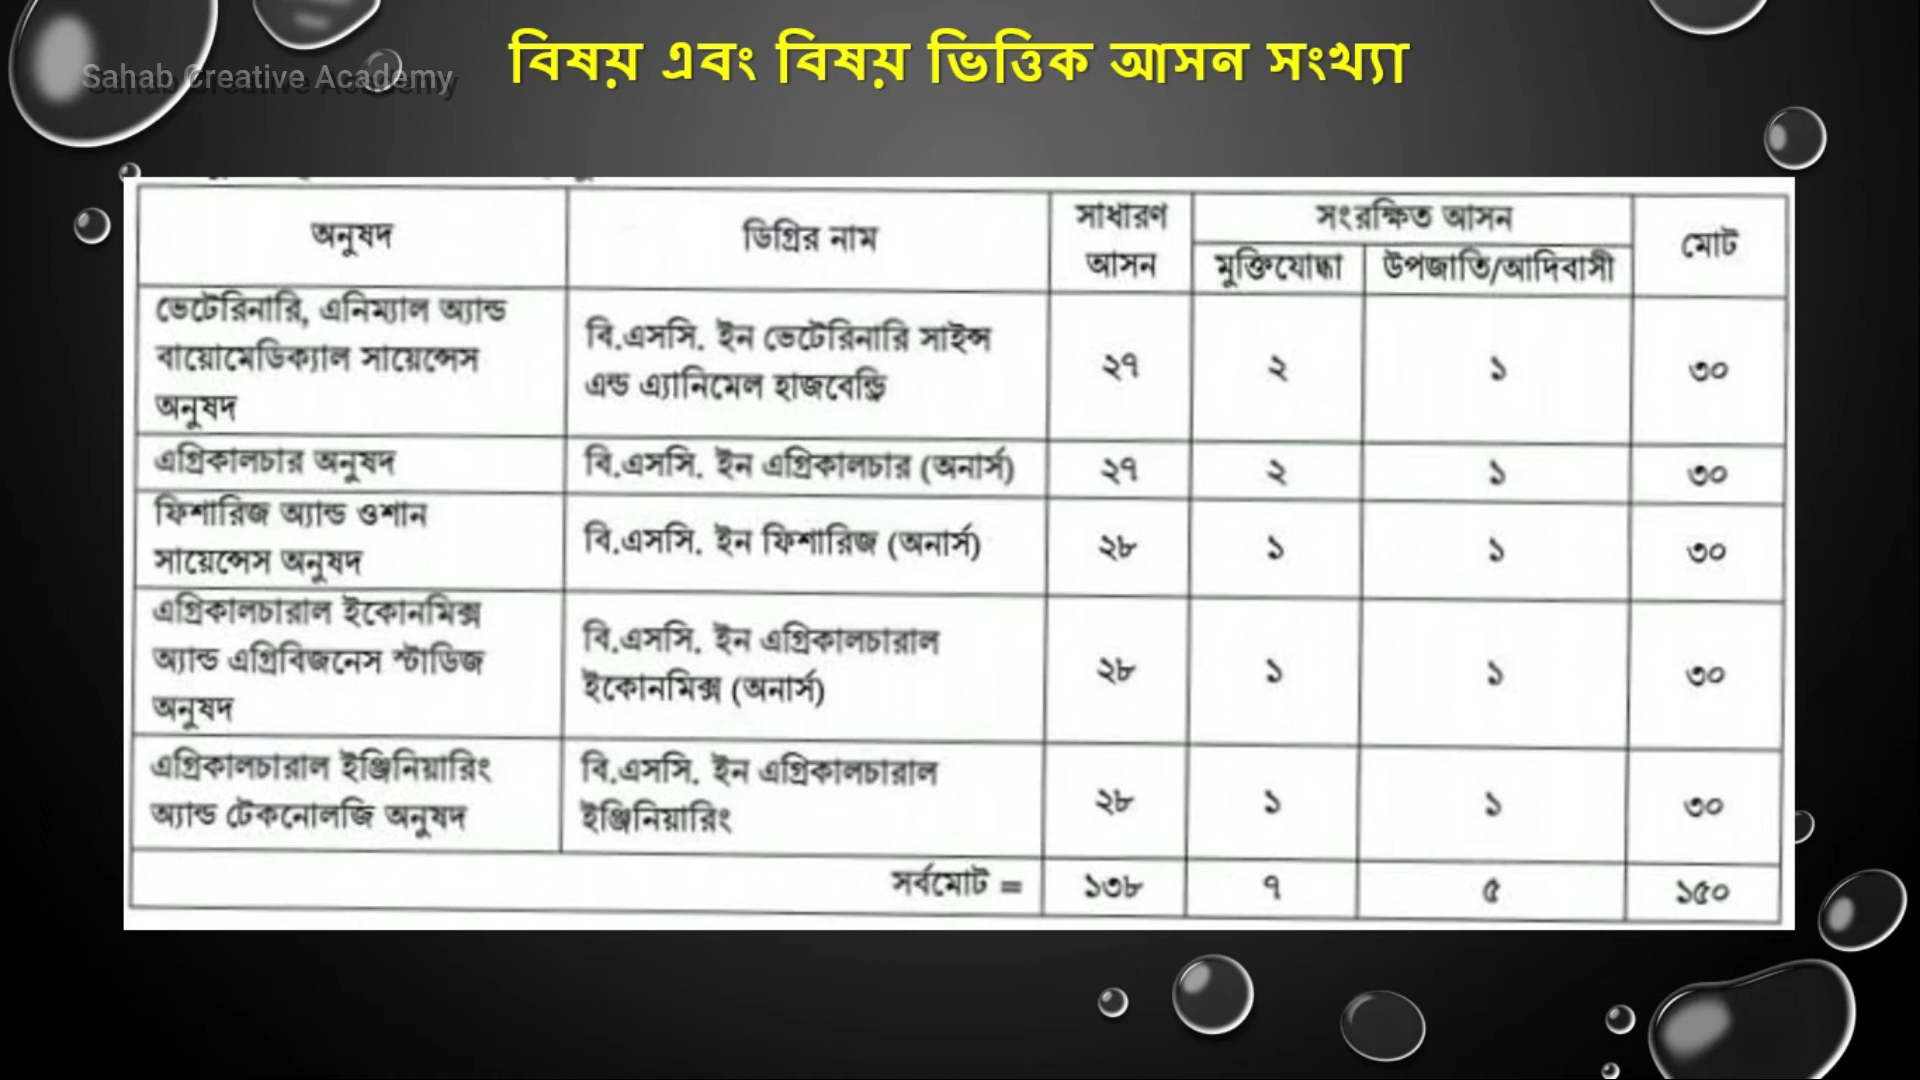 Sahab Creative Academy
বিষয় এবং বিষয় ভিত্তিক আসন সংখ্যা
অনুষদ
ডিগ্রির নাম
সাধারণ
আসন
সংরক্ষিত আসন
মুক্তিযোদ্ধা
উপজাতি/আদিবাসী
মোট
ভেটেরিনারি, এনিম্যাল অ্যান্ড
বায়োমেডিক্যাল সায়েন্সেস
অনুষদ
বি.এসসি. ইন ভেটেরিনারি সাইন্স
এন্ড এ্যানিমেল হাজবেন্ড্রি
২৭
২
১
৩০
এগ্রিকালচার অনুষদ
বি.এসসি. ইন এগ্রিকালচার (অনার্স)
২৭
২
১
৩০
ফিশারিজ অ্যান্ড ওশান
সায়েন্সেস অনুষদ
বি.এসসি. ইন ফিশারিজ (অনার্স)
২৮
১
১
৩০
এগ্রিকালচারাল ইকোনমিক্স
অ্যান্ড এগ্রিবিজনেস স্টাডিজ
অনুষদ
বি.এসসি. ইন এগ্রিকালচারাল
ইকোনমিক্স (অনার্স)
২৮
১
১
৩০
এগ্রিকালচারাল ইঞ্জিনিয়ারিং
অ্যান্ড টেকনোলজি অনুষদ
বি.এসসি. ইন এগ্রিকালচারাল
ইঞ্জিনিয়ারিং
২৮
১
১
৩০
সর্বমোট =
১৩৮
৭
৫
১৫০